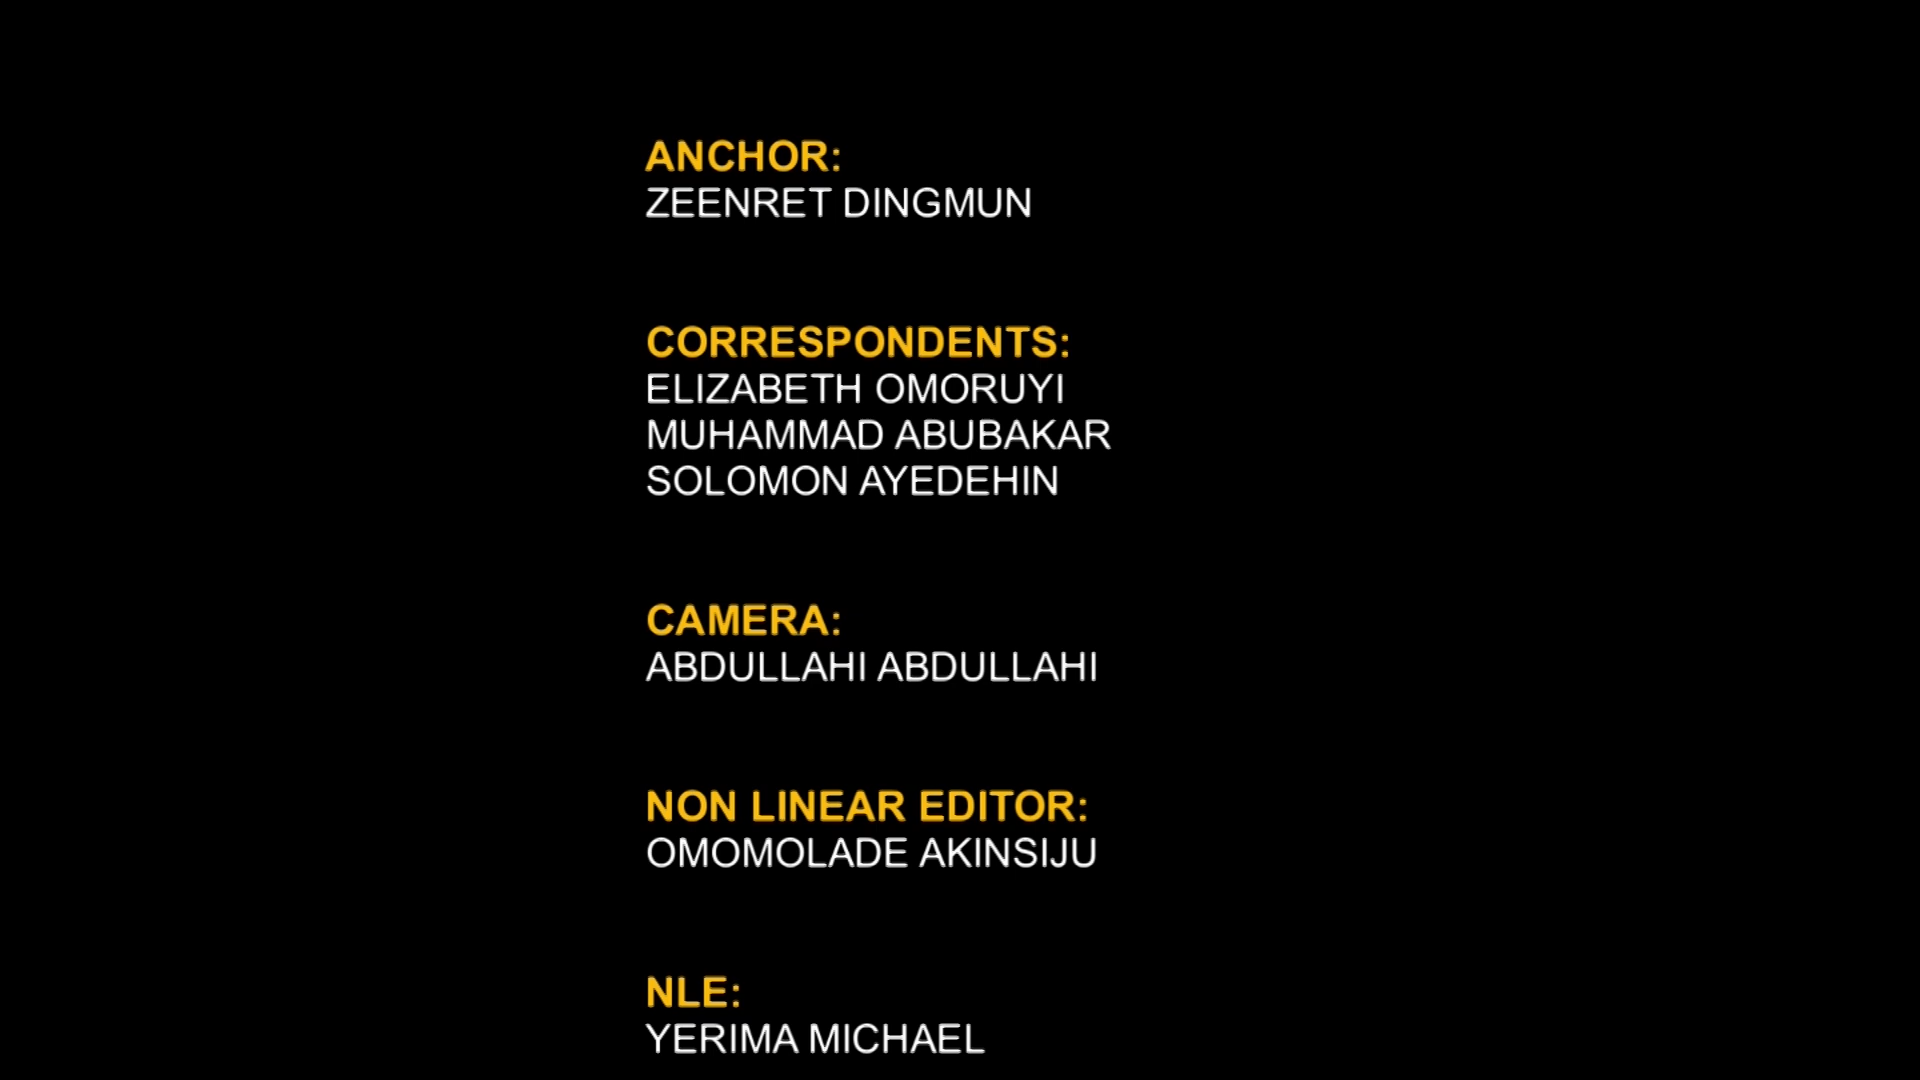 ANCHOR:
ZEENRET DINGMUN
CORRESPONDENTS:
ELIZABETH OMORUYI
MUHAMMAD ABUBAKAR
SOLOMON AYEDEHIN
CAMERA:
ABDULLAHI ABDULLAHI
NON LINEAR EDITOR:
OMOMOLADE AKINSIJU
NLE:
YERIMA MICHAEL